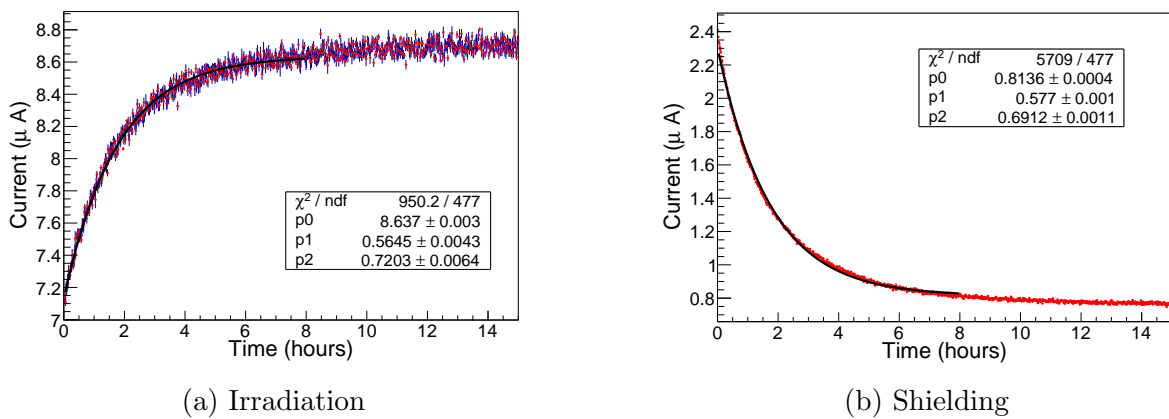 8.8
8.6
8.4
8.2
8
7.8
7.6
7.4
7.2
7
Current (μ A)
χ² / ndf 950.2 / 477
p0 8.637 ± 0.003
p1 0.5645 ± 0.0043
p2 0.7203 ± 0.0064
0 2 4 6 8 10 12 14
Time (hours)
(a) Irradiation
2.4
2.2
2
1.8
1.6
1.4
1.2
1
0.8
Current (μ A)
χ² / ndf 5709 / 477
p0 0.8136 ± 0.0004
p1 0.577 ± 0.001
p2 0.6912 ± 0.0011
0 2 4 6 8 10 12 14
Time (hours)
(b) Shielding